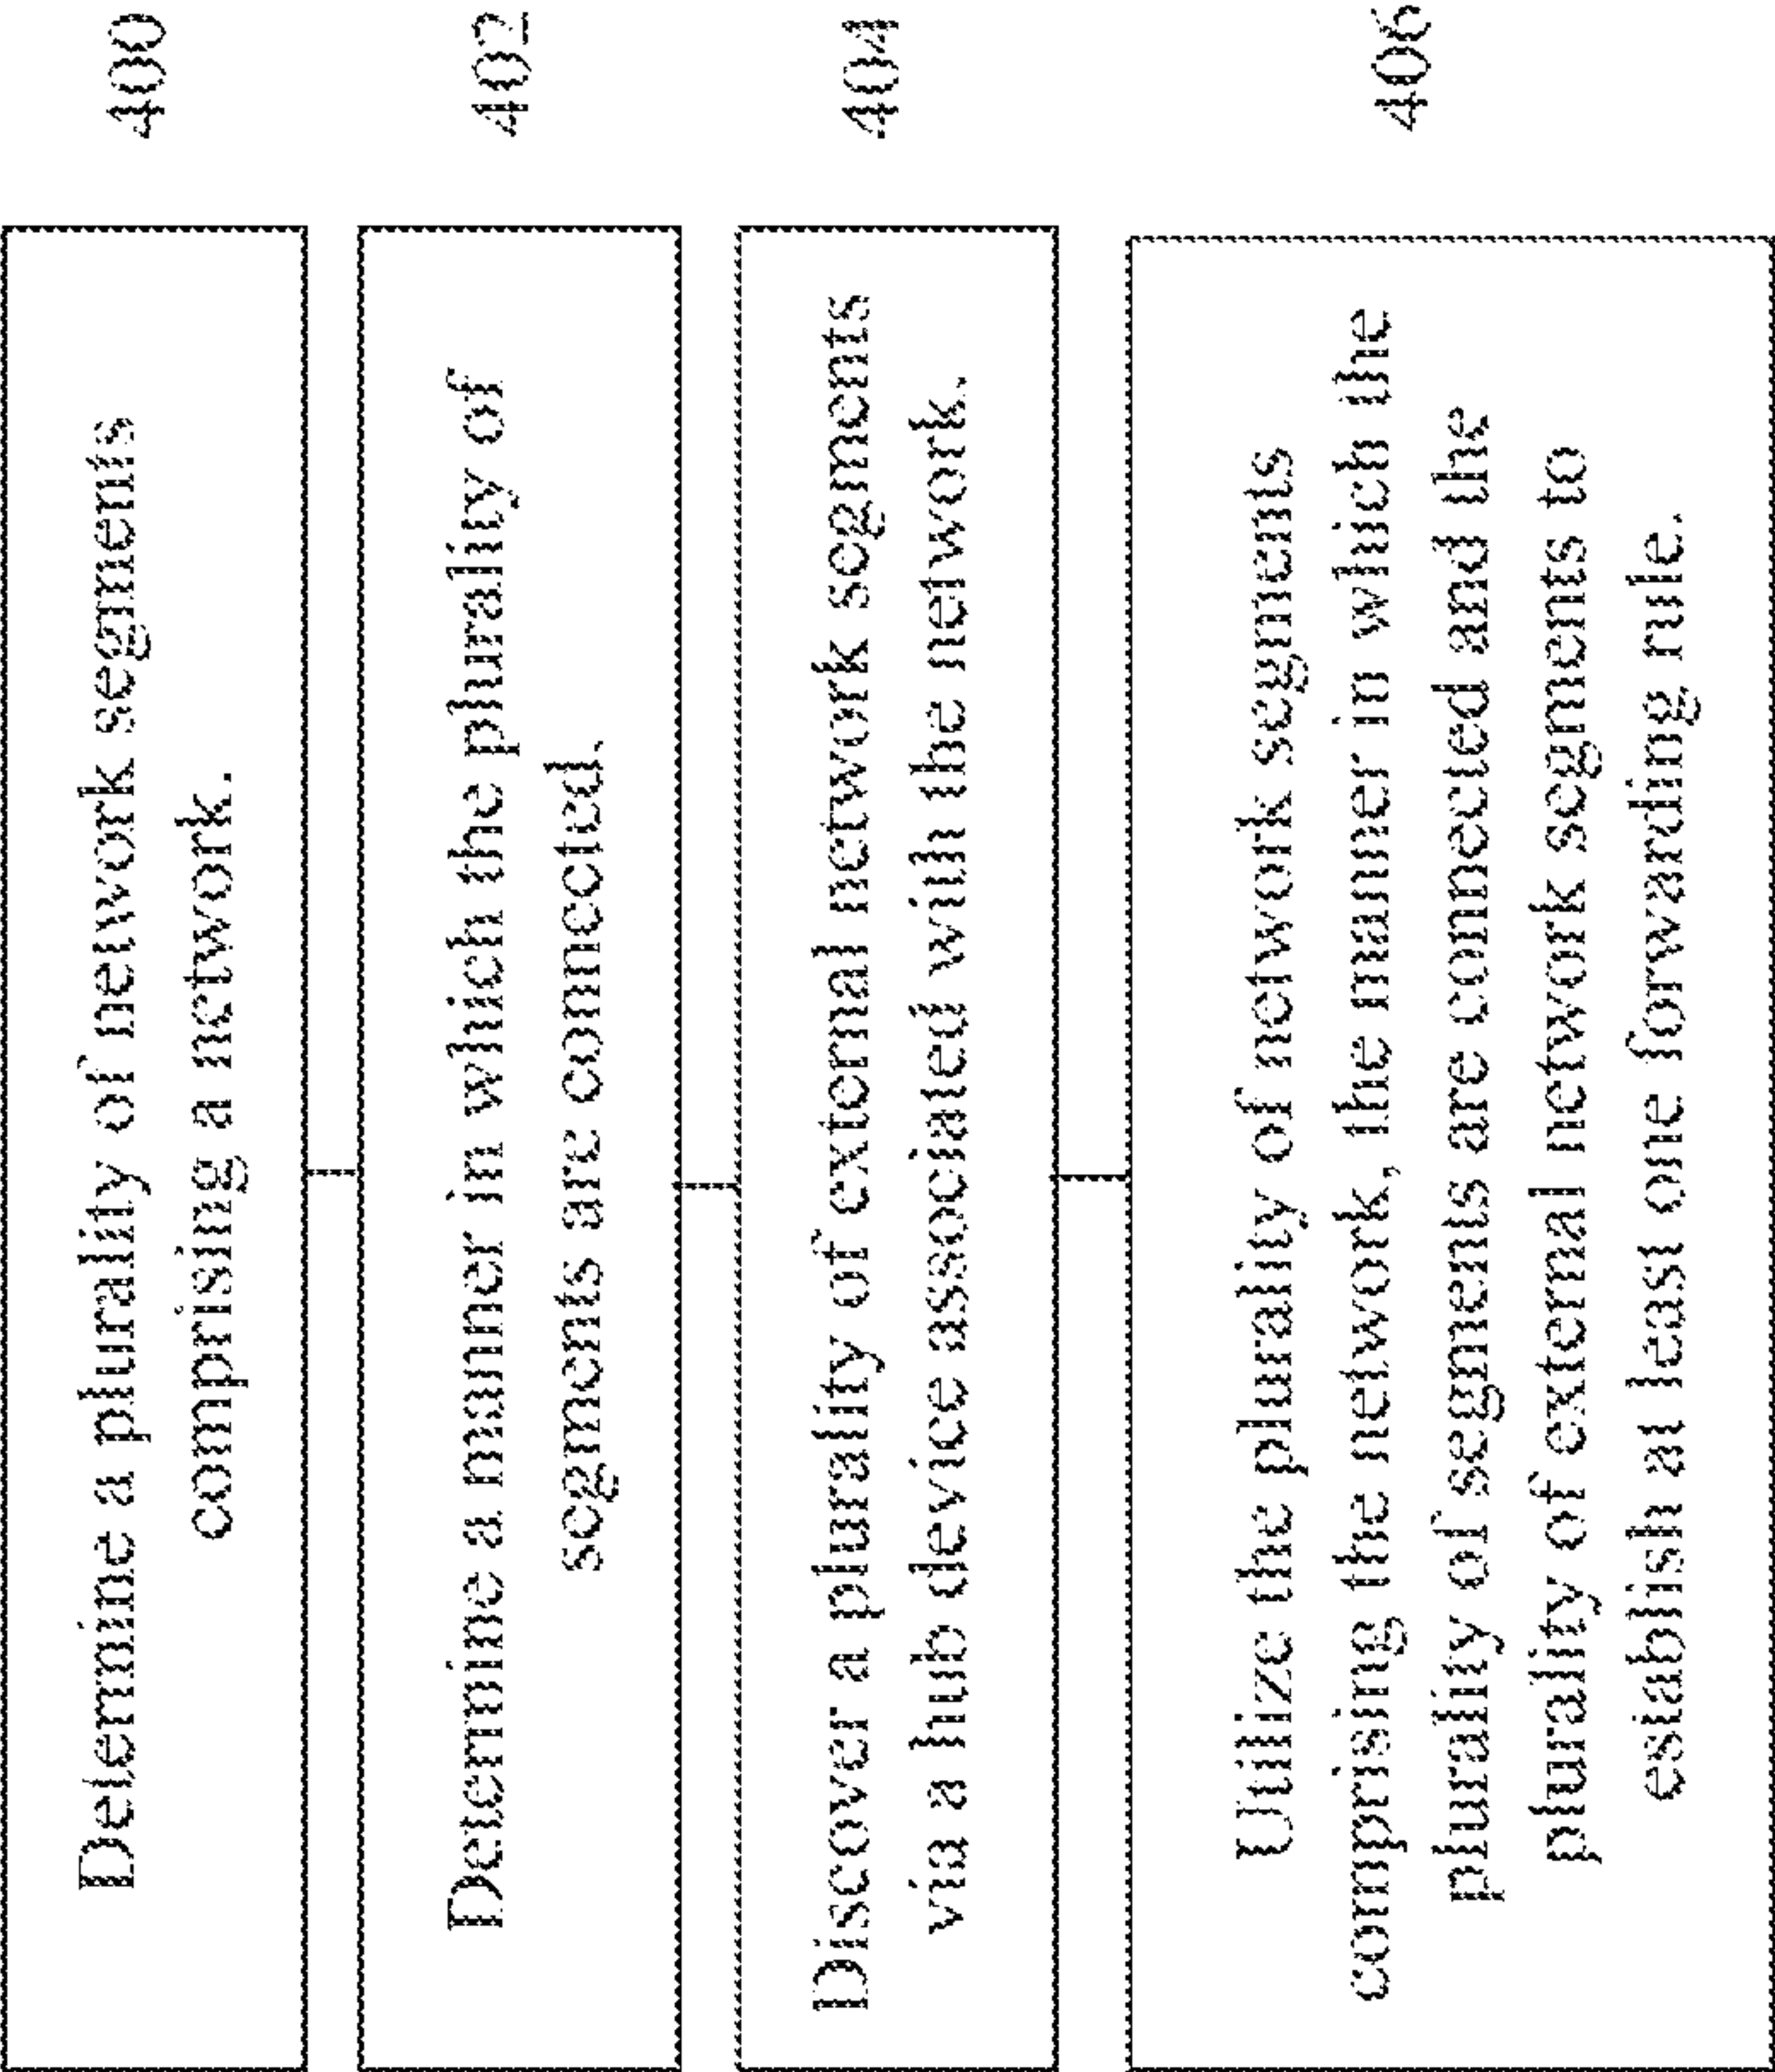 Determine a plurality of network segments
comprising a network.
400
Determine a manner in which the plurality of
segments are connected.
402
Discover a plurality of external network segments
via a hub device associated with the network.
404
Utilize the plurality of network segments
comprising the network, the manner in which the
plurality of segments are connected and the
plurality of external network segments to
establish at least one forwarding rule.
406